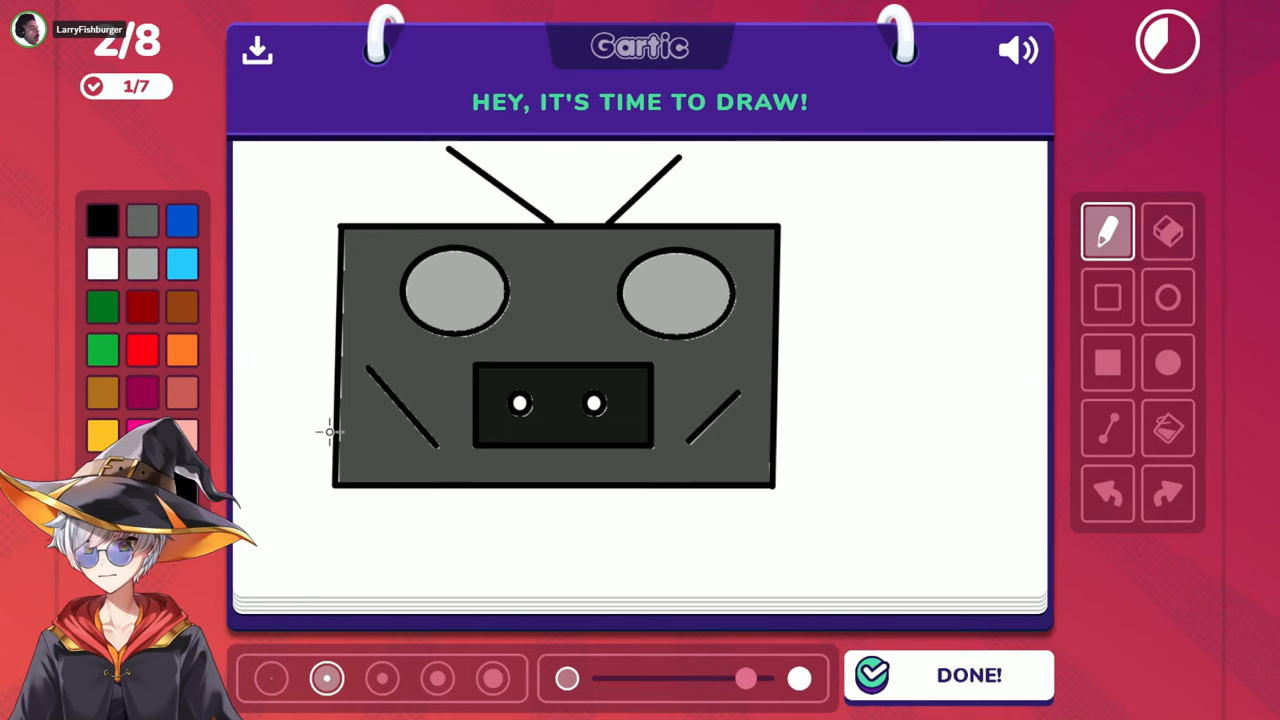 LarryFishburger
2/8
1/7
Gartic
HEY, IT'S TIME TO DRAW!
DONE!